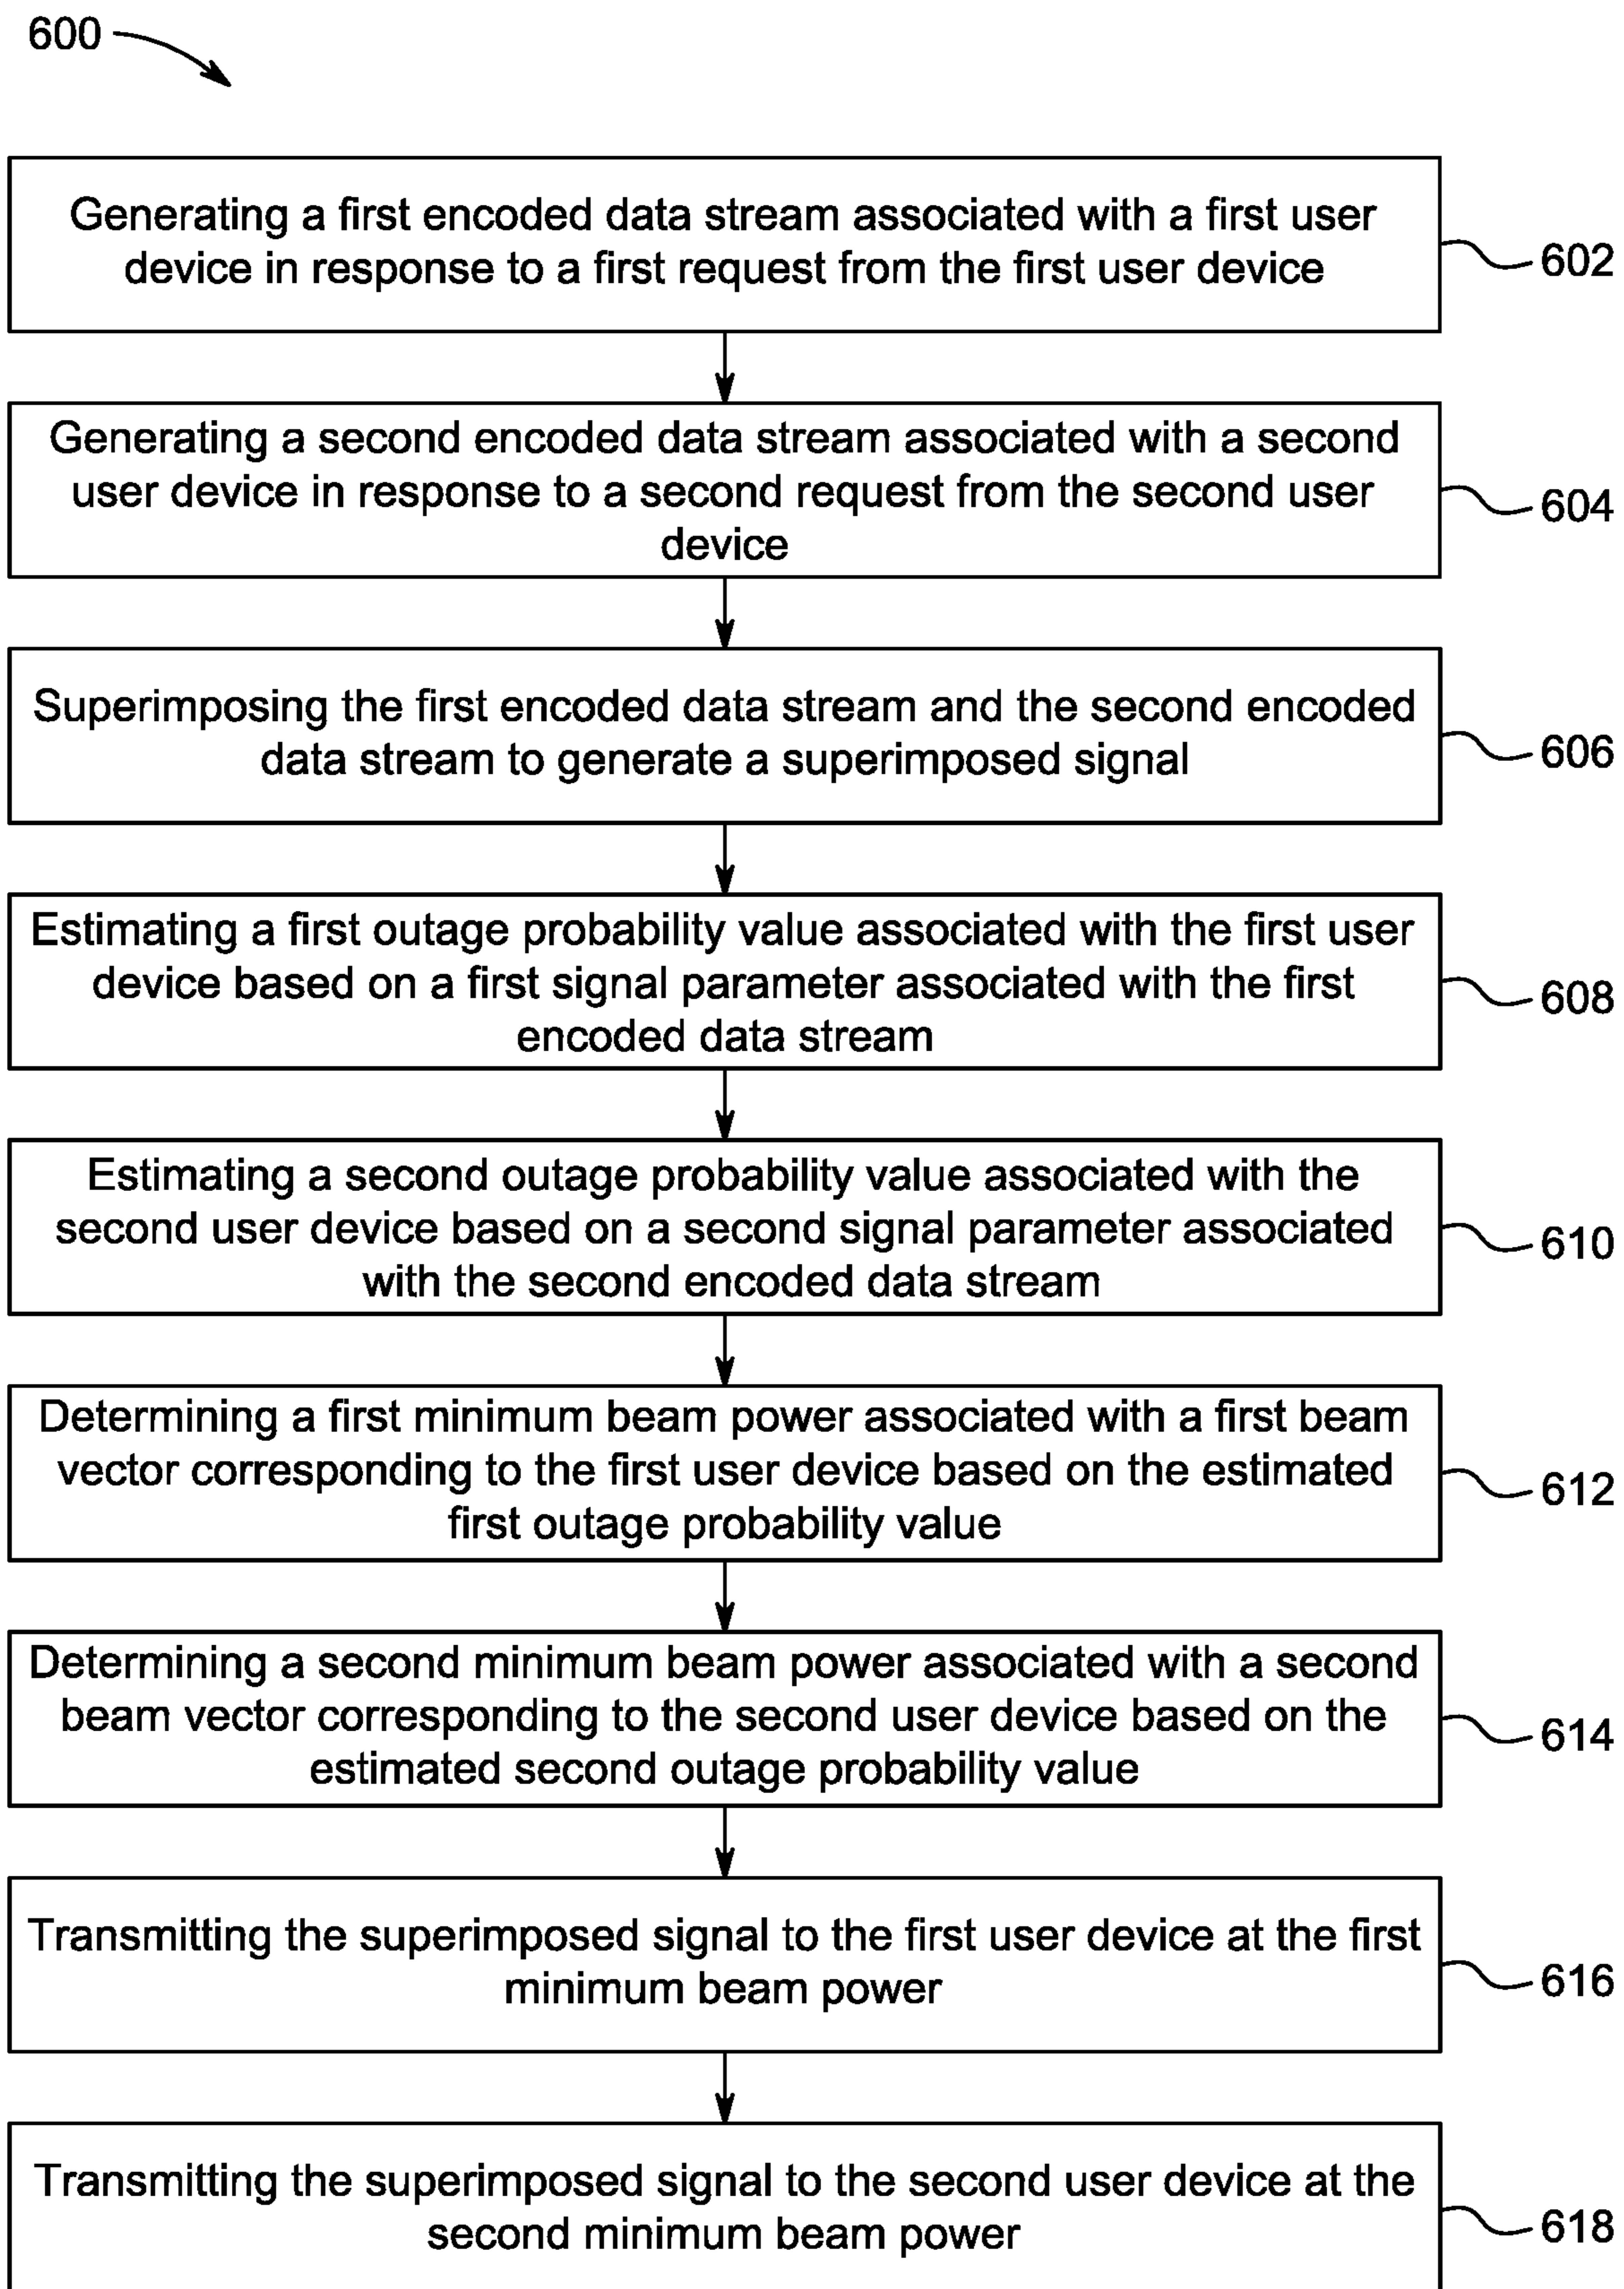 600
Generating a first encoded data stream associated with a first user
device in response to a first request from the first user device
602
Generating a second encoded data stream associated with a second
user device in response to a second request from the second user
device
604
Superimposing the first encoded data stream and the second encoded
data stream to generate a superimposed signal
606
Estimating a first outage probability value associated with the first user
device based on a first signal parameter associated with the first
encoded data stream
608
Estimating a second outage probability value associated with the
second user device based on a second signal parameter associated
with the second encoded data stream
610
Determining a first minimum beam power associated with a first beam
vector corresponding to the first user device based on the estimated
first outage probability value
612
Determining a second minimum beam power associated with a second
beam vector corresponding to the second user device based on the
estimated second outage probability value
614
Transmitting the superimposed signal to the first user device at the first
minimum beam power
616
Transmitting the superimposed signal to the second user device at the
second minimum beam power
618